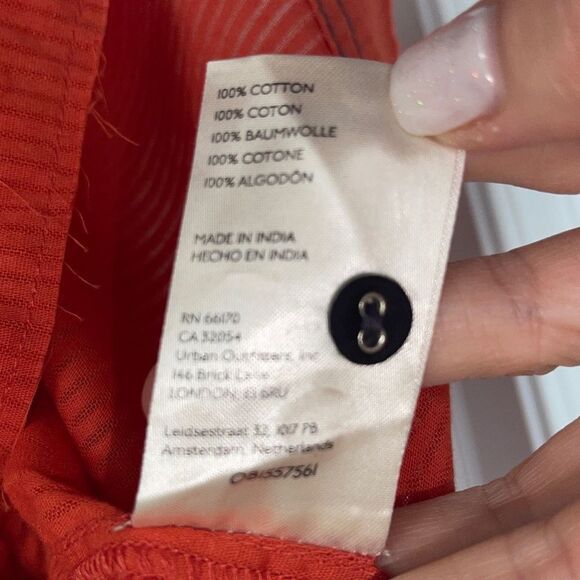 100% COTTON
100% COTON
100% BAUMWOLLE
100% COTONE
100% ALGODÓN
MADE IN INDIA
HECHO EN INDIA
RN 66170
CA 32054
Urban Outfitters, Inc
146 Brick Lane
LONDON, E1 6RU
Leidsestraat 32, 1017 PB
Amsterdam, Netherlands